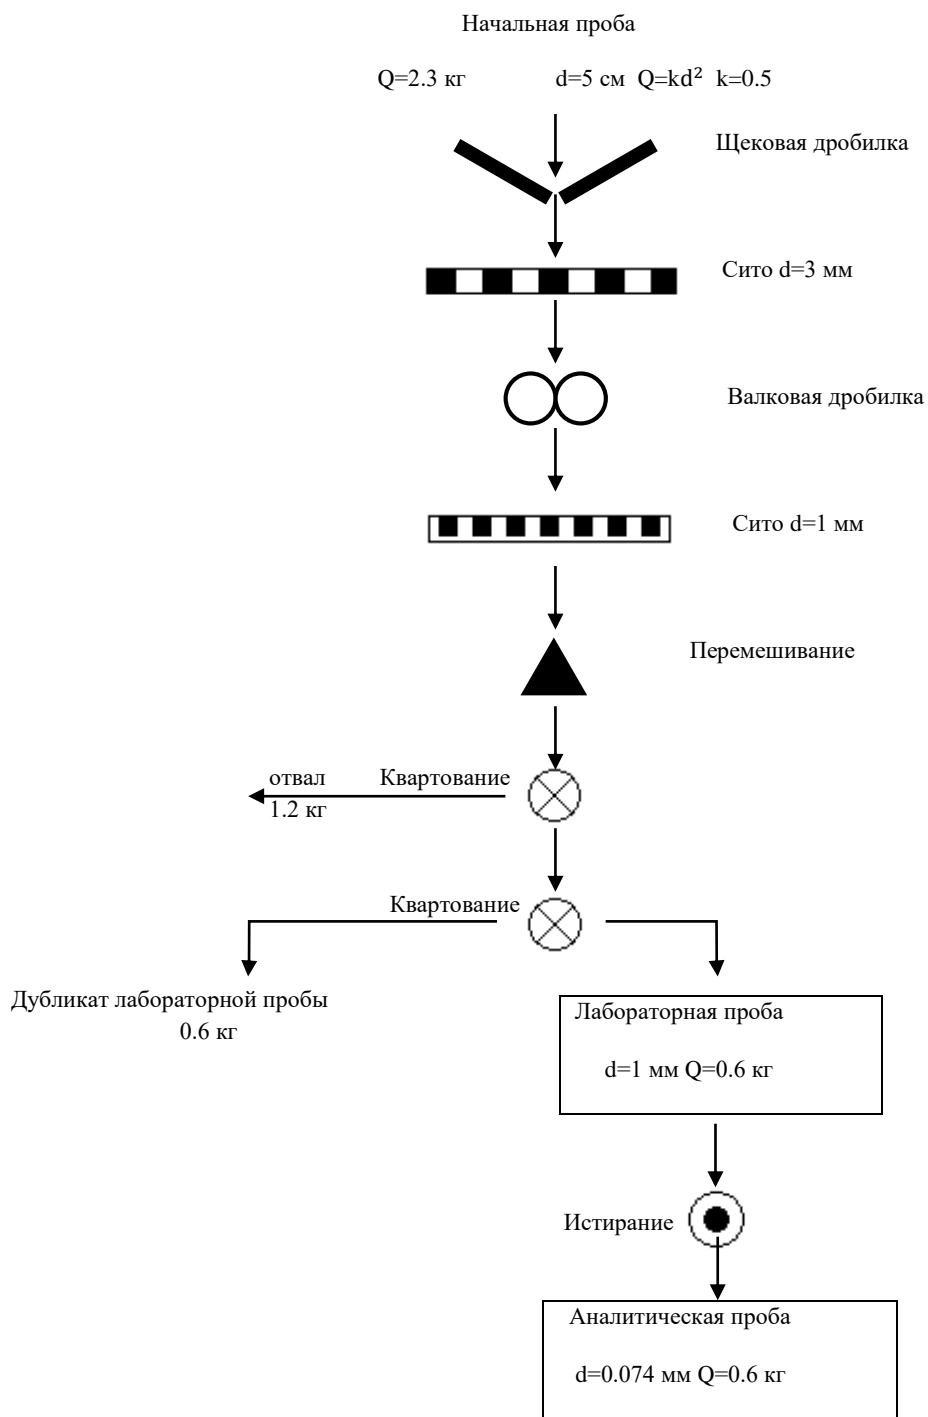 Начальная проба
Q=2.3 кг d=5 см Q=kd² k=0.5
Щековая дробилка
Сито d=3 мм
Валковая дробилка
Сито d=1 мм
Перемешивание
отвал Квартование
1.2 кг
Квартование
Дубликат лабораторной пробы
0.6 кг
Лабораторная проба
d=1 мм Q=0.6 кг
Истирание
Аналитическая проба
d=0.074 мм Q=0.6 кг